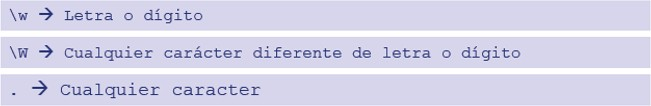 \w → Letra o dígito
\W → Cualquier carácter diferente de letra o dígito
. → Cualquier caracter